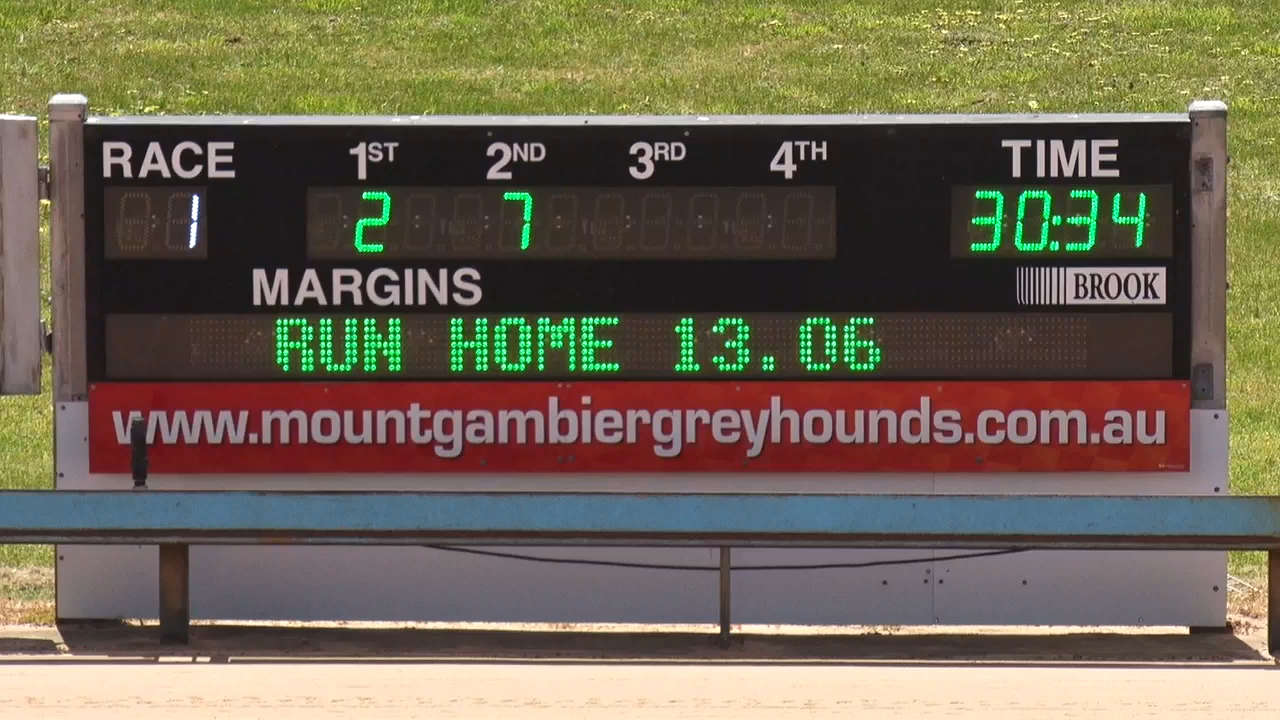 RACE 1ST 2ND 3RD 4TH TIME
1 2 7 30:34
MARGINS BROOK
RUN HOME 13.06
www.mountgambiergreyhounds.com.au